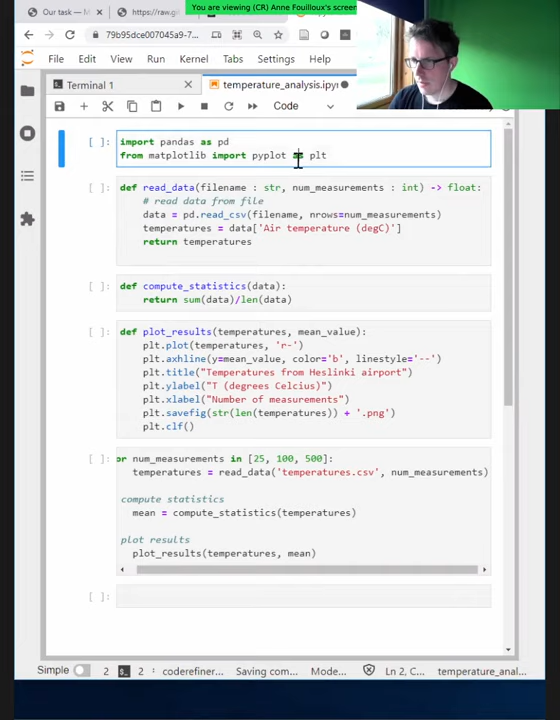 You are viewing (CR) Anne Fouilloux's screen
Our task — M
https://raw.gi
79b95dce007045a9-7...
File Edit View Run Kernel Tabs Settings Help
Terminal 1
temperature_analysis.ipynb
Code
[ ]: import pandas as pd
from matplotlib import pyplot as plt
[ ]: def read_data(filename : str, num_measurements : int) -> float:
# read data from file
data = pd.read_csv(filename, nrows=num_measurements)
temperatures = data['Air temperature (degC)']
return temperatures
[ ]: def compute_statistics(data):
return sum(data)/len(data)
[ ]: def plot_results(temperatures, mean_value):
plt.plot(temperatures, 'r-')
plt.axhline(y=mean_value, color='b', linestyle='--')
plt.title("Temperatures from Heslinki airport")
plt.ylabel("T (degrees Celcius)")
plt.xlabel("Number of measurements")
plt.savefig(str(len(temperatures)) + '.png')
plt.clf()
[ ]: or num_measurements in [25, 100, 500]:
temperatures = read_data('temperatures.csv', num_measurements)
compute statistics
mean = compute_statistics(temperatures)
plot results
plot_results(temperatures, mean)
[ ]:
Simple 2 2 coderefiner... Saving com... Mode... Ln 2, C... temperature_anal...